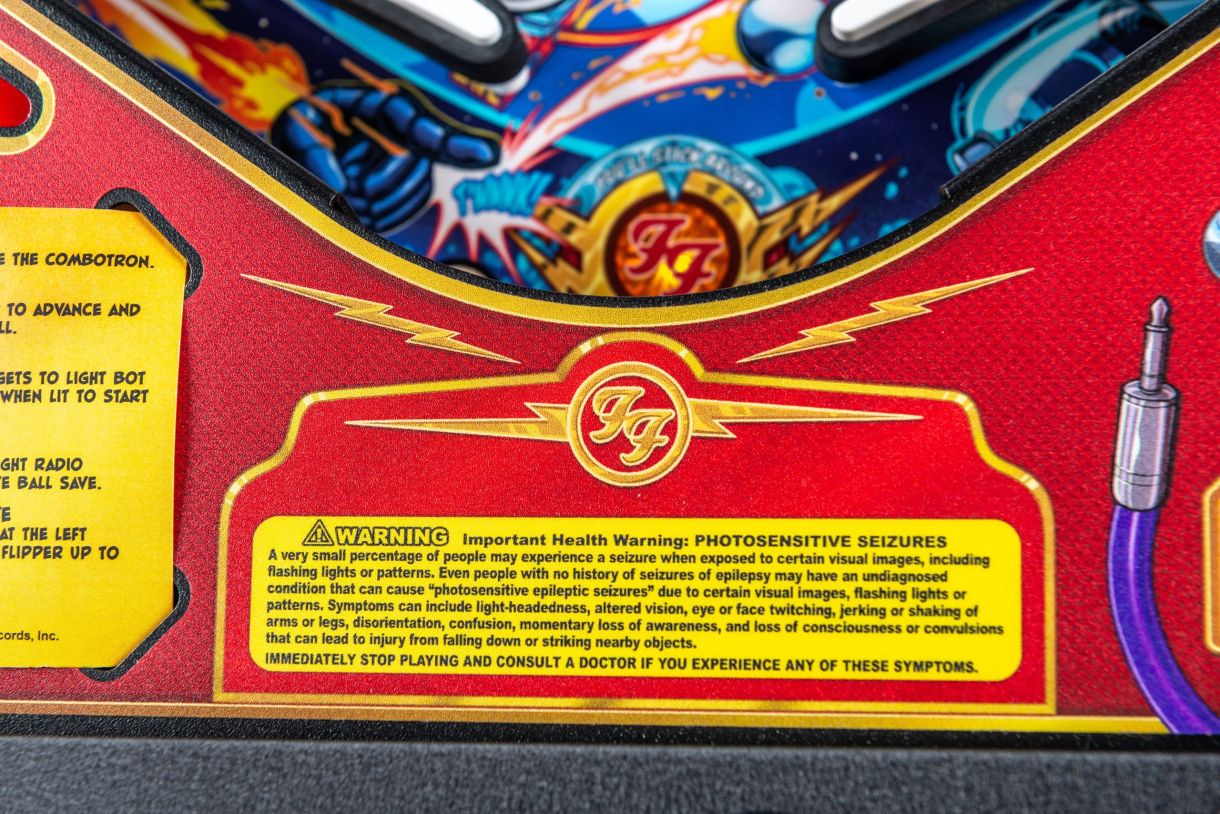 E THE COMBOTRON.
TO ADVANCE AND
LL.
GETS TO LIGHT BOT
WHEN LIT TO START
GHT RADIO
E BALL SAVE.
E
AT THE LEFT
FLIPPER UP TO
cords, Inc.
FF
FF
WARNING Important Health Warning: PHOTOSENSITIVE SEIZURES
A very small percentage of people may experience a seizure when exposed to certain visual images, including
flashing lights or patterns. Even people with no history of seizures of epilepsy may have an undiagnosed
condition that can cause “photosensitive epileptic seizures” due to certain visual images, flashing lights or
patterns. Symptoms can include light-headedness, altered vision, eye or face twitching, jerking or shaking of
arms or legs, disorientation, confusion, momentary loss of awareness, and loss of consciousness or convulsions
that can lead to injury from falling down or striking nearby objects.
IMMEDIATELY STOP PLAYING AND CONSULT A DOCTOR IF YOU EXPERIENCE ANY OF THESE SYMPTOMS.